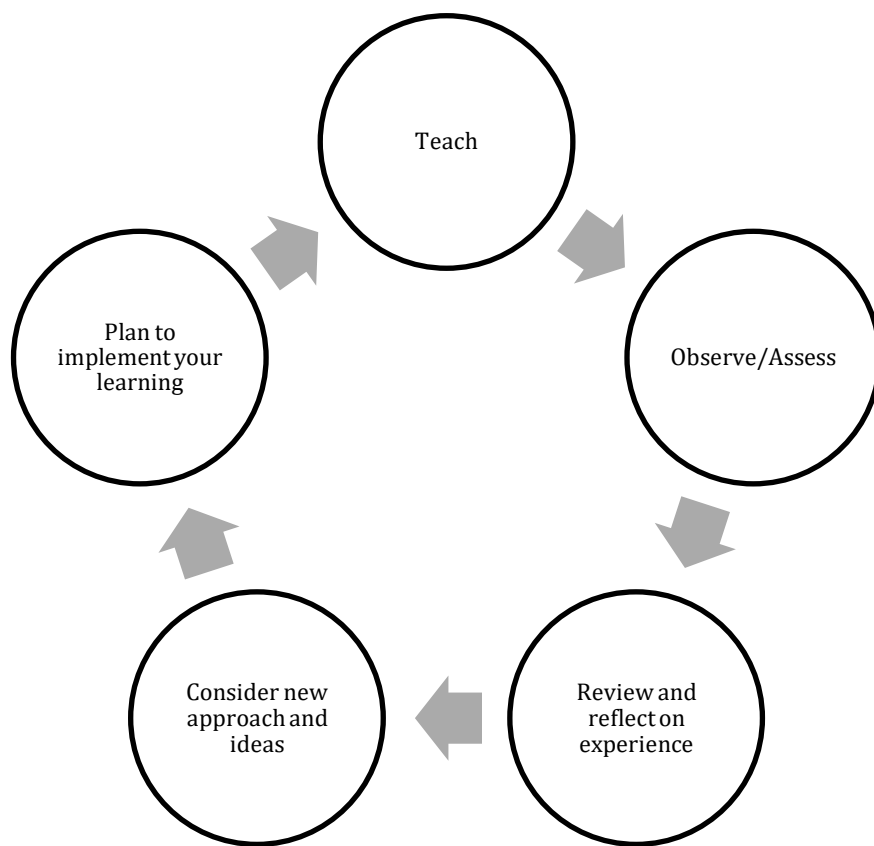 Teach
Observe/Assess
Review and
reflect on
experience
Consider new
approach and
ideas
Plan to
implement your
learning